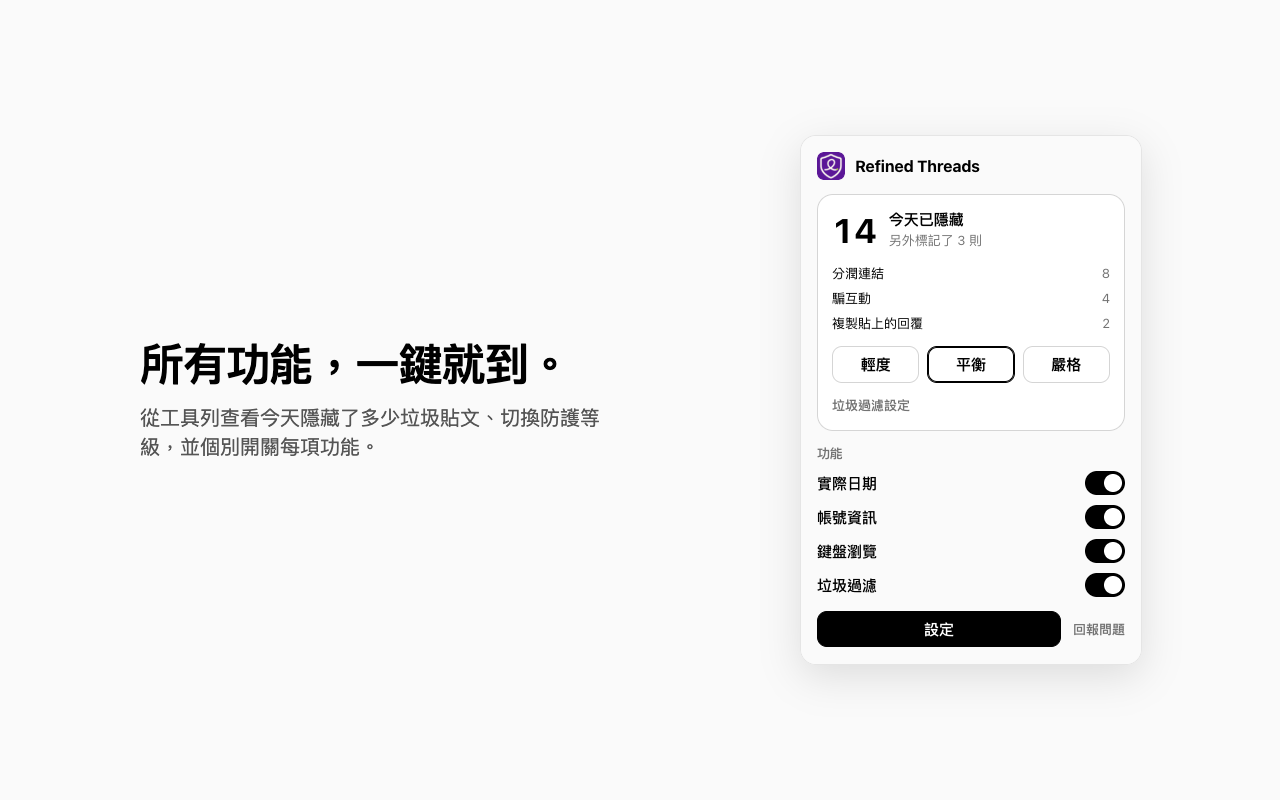 所有功能，一鍵就到。
從工具列查看今天隱藏了多少垃圾貼文、切換防護等
級，並個別開關每項功能。
Refined Threads
14
今天已隱藏
另外標記了 3 則
分潤連結 8
騙互動 4
複製貼上的回覆 2
輕度 平衡 嚴格
垃圾過濾設定
功能
實際日期
帳號資訊
鍵盤瀏覽
垃圾過濾
設定 回報問題